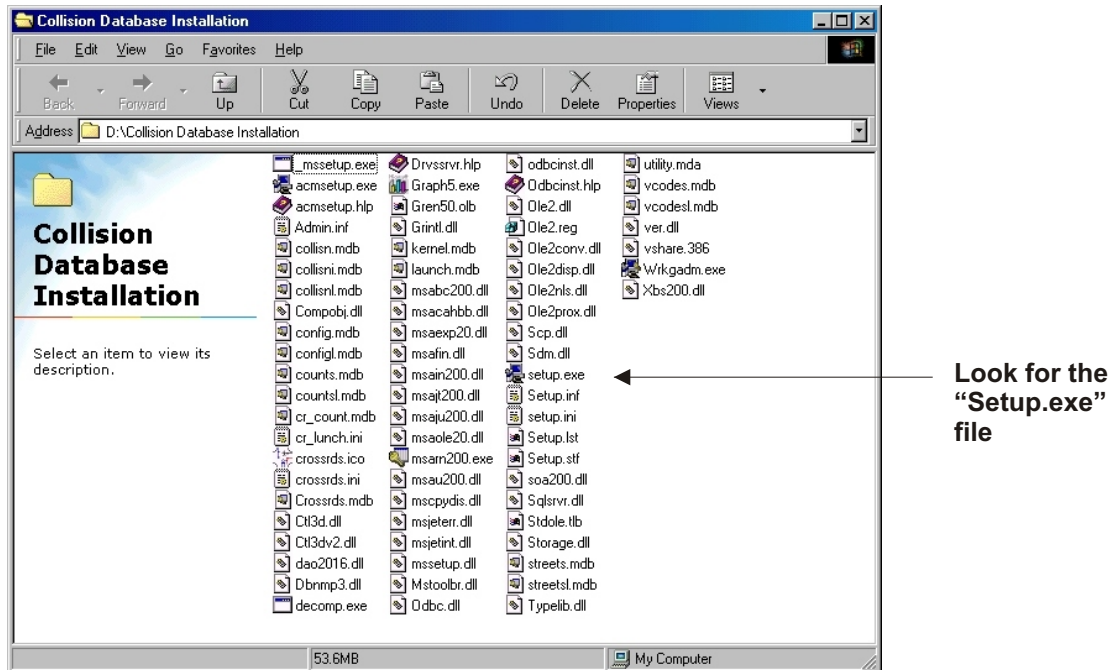 Collision Database Installation
File Edit View Go Favorites Help
Back Forward Up Cut Copy Paste Undo Delete Properties Views
Address D:\Collision Database Installation
Collision
Database
Installation
Select an item to view its
description.
_mssetup.exe
acmsetup.exe
acmsetup.hlp
Admin.inf
collisn.mdb
collisni.mdb
collisnl.mdb
Compobj.dll
config.mdb
configl.mdb
counts.mdb
countsl.mdb
cr_count.mdb
cr_lunch.ini
crossrds.ico
crossrds.ini
Crossrds.mdb
Ctl3d.dll
Ctl3dv2.dll
dao2016.dll
Dbnmp3.dll
decomp.exe
Drvssrvr.hlp
Graph5.exe
Gren50.olb
Grintl.dll
kernel.mdb
launch.mdb
msabc200.dll
msacahbb.dll
msaexp20.dll
msafin.dll
msain200.dll
msajt200.dll
msaju200.dll
msaole20.dll
msarn200.exe
msau200.dll
mscpydis.dll
msjeterr.dll
msjetint.dll
mssetup.dll
Mstoolbr.dll
Odbc.dll
odbcinst.dll
Odbcinst.hlp
Ole2.dll
Ole2.reg
Ole2conv.dll
Ole2disp.dll
Ole2nls.dll
Ole2prox.dll
Scp.dll
Sdm.dll
setup.exe
Setup.inf
setup.ini
Setup.lst
Setup.stf
soa200.dll
Sqlsrvr.dll
Stdole.tlb
Storage.dll
streets.mdb
streetsl.mdb
Typelib.dll
utility.mda
vcodes.mdb
vcodesl.mdb
ver.dll
vshare.386
Wrkgadm.exe
Xbs200.dll
Look for the
“Setup.exe”
file
53.6MB My Computer